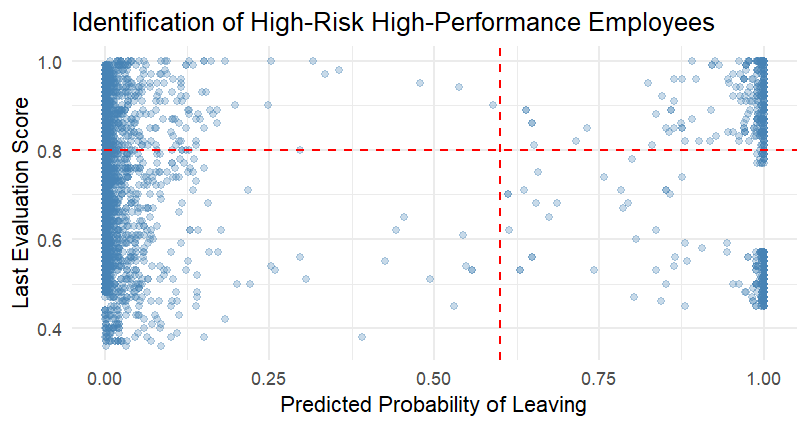 Identification of High-Risk High-Performance Employees
1.0
0.8
0.6
0.4
Last Evaluation Score
0.00 0.25 0.50 0.75 1.00
Predicted Probability of Leaving